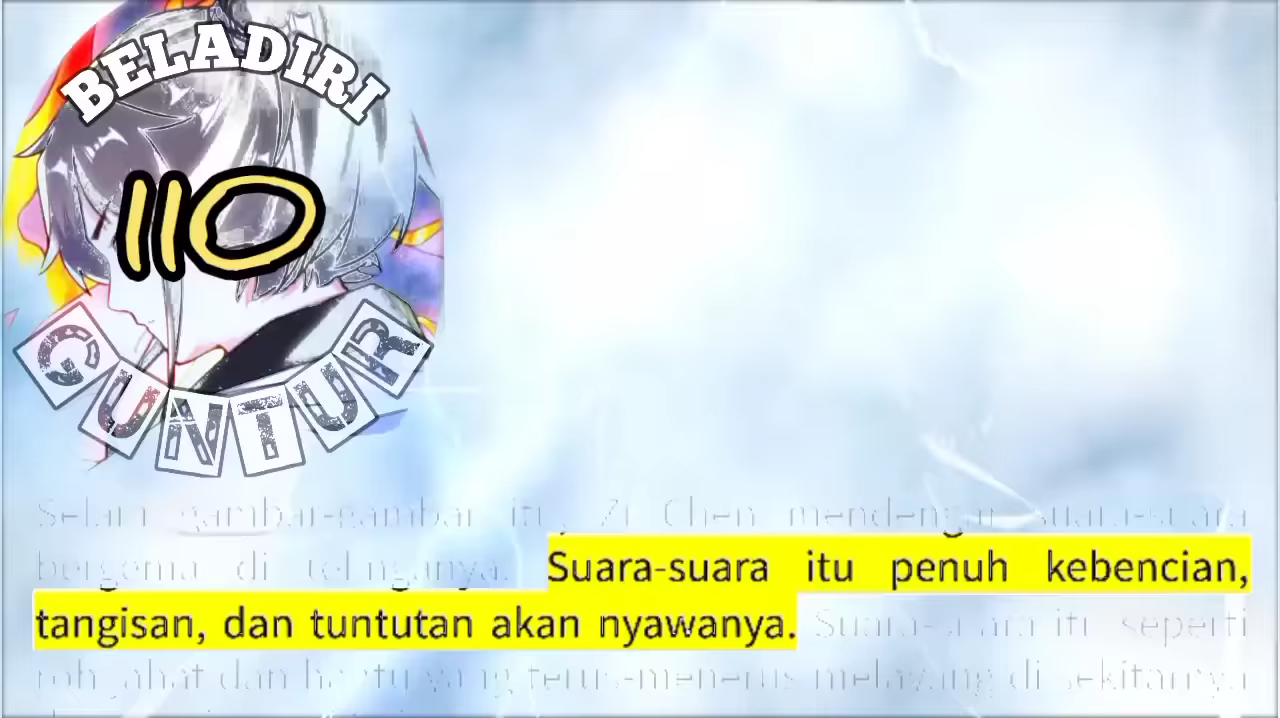 BELADIRI
110
GUNTUR
Selain gambar-gambar itu, Zi Chen mendengar suara-suara
bergema di telinganya. Suara-suara itu penuh kebencian,
tangisan, dan tuntutan akan nyawanya. Suara-suara itu seperti
roh jahat dan hantu yang terus-menerus melayang di sekitarnya